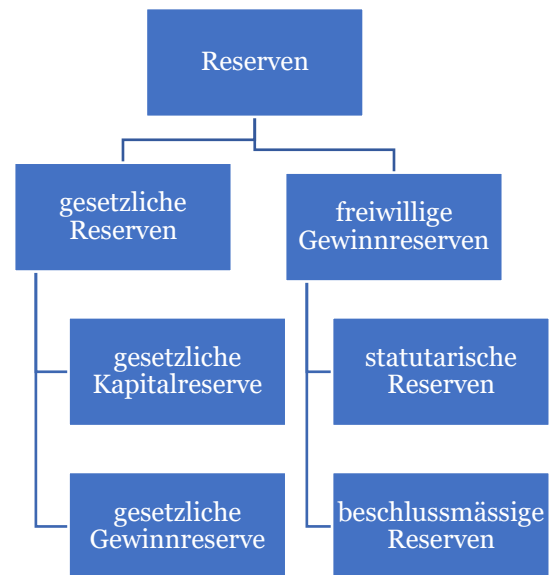 Reserven
gesetzliche
Reserven
freiwillige
Gewinnreserven
gesetzliche
Kapitalreserve
statutarische
Reserven
gesetzliche
Gewinnreserve
beschlussmässige
Reserven